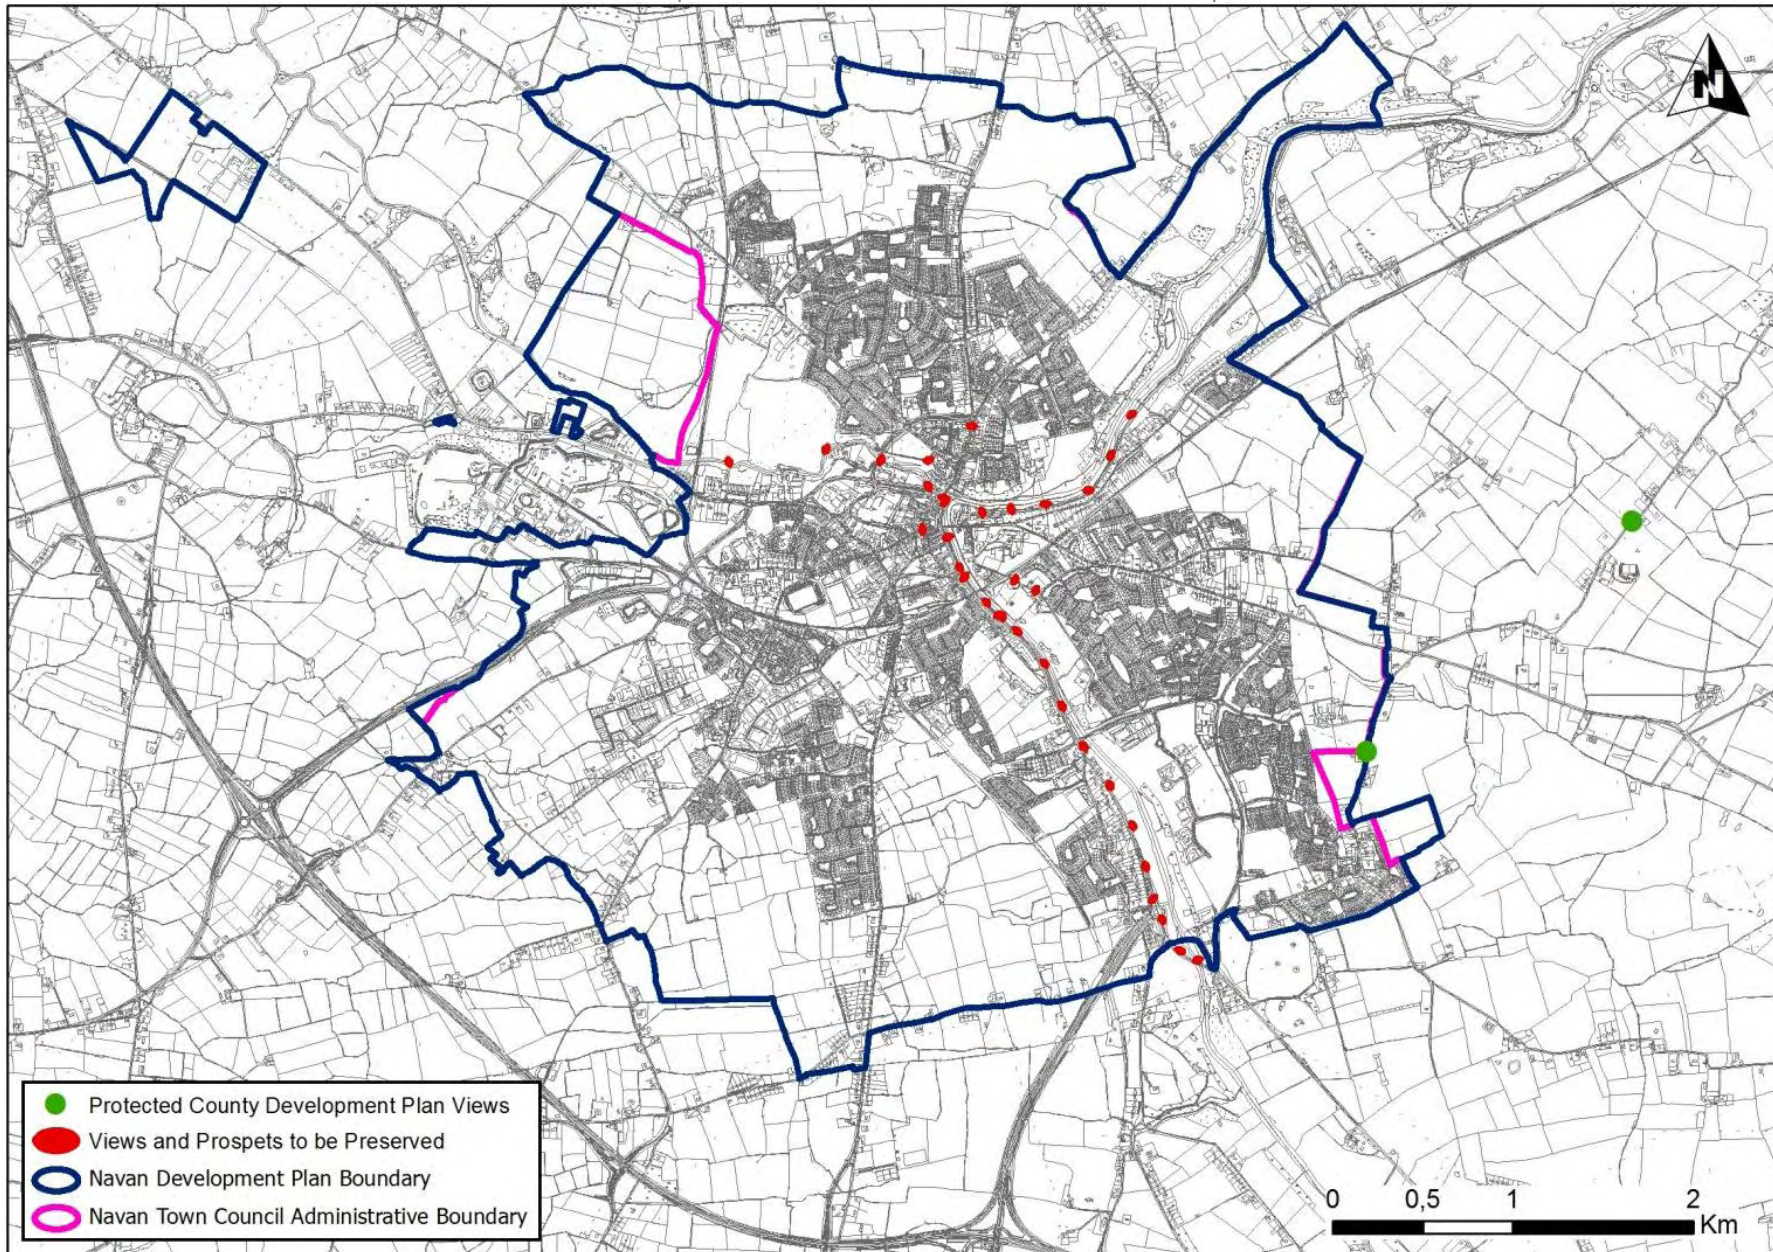 N
Protected County Development Plan Views
Views and Prospets to be Preserved
Navan Development Plan Boundary
Navan Town Council Administrative Boundary
0 0,5 1 2
Km